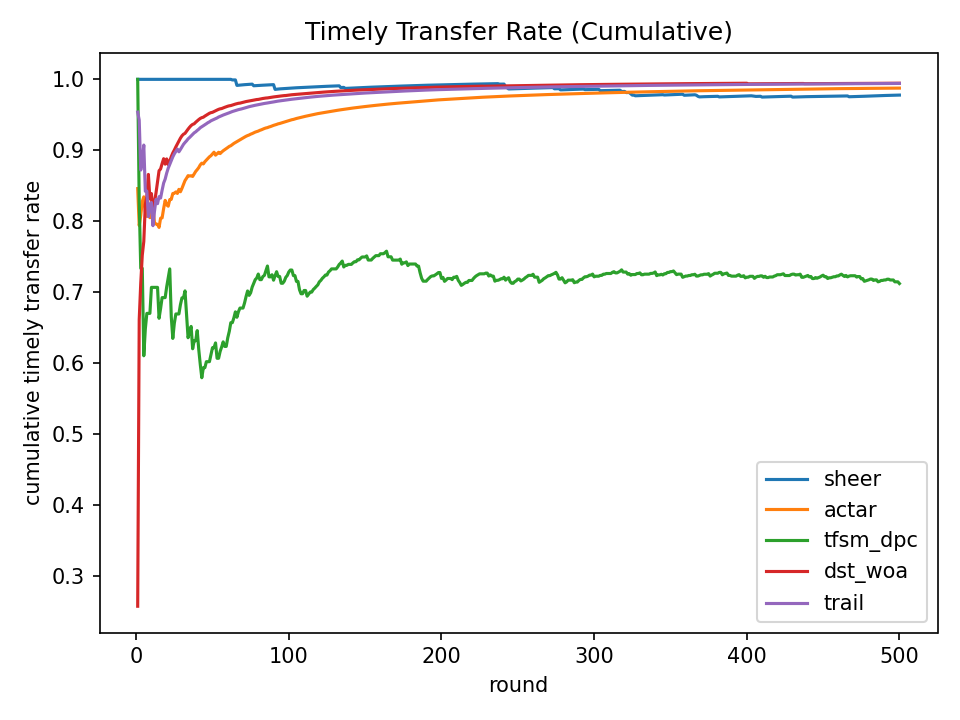 Timely Transfer Rate (Cumulative)
cumulative timely transfer rate
1.0
0.9
0.8
0.7
0.6
0.5
0.4
0.3
sheer
actar
tfsm_dpc
dst_woa
trail
0 100 200 300 400 500
round